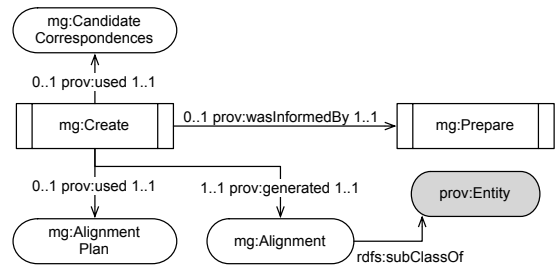 mg:Candidate
Correspondences
0..1 prov:used 1..1
mg:Create
0..1 prov:wasInformedBy 1..1
mg:Prepare
0..1 prov:used 1..1
1..1 prov:generated 1..1
prov:Entity
mg:Alignment
Plan
mg:Alignment
rdfs:subClassOf